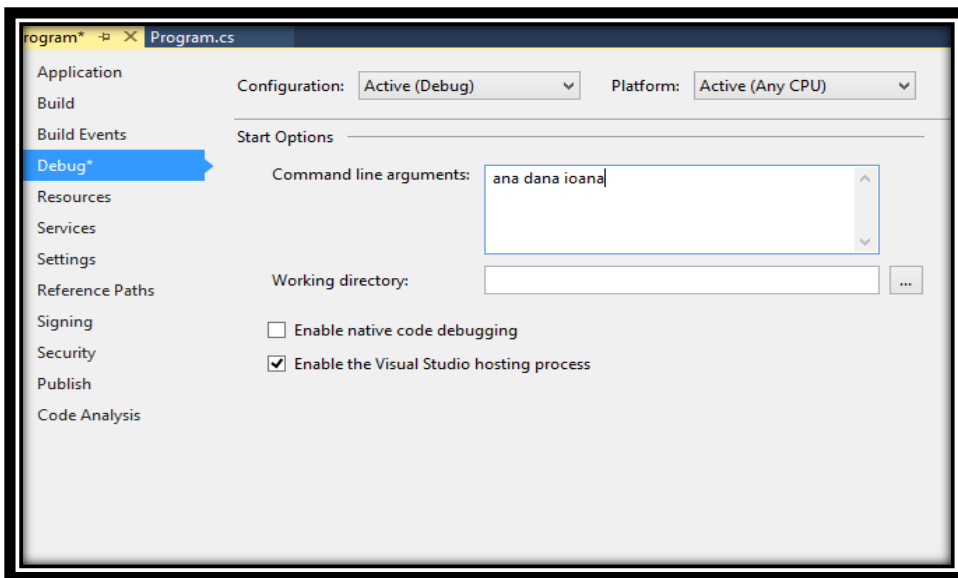 rogram* Program.cs
Application
Build
Build Events
Debug*
Resources
Services
Settings
Reference Paths
Signing
Security
Publish
Code Analysis
Configuration: Active (Debug) Platform: Active (Any CPU)
Start Options
Command line arguments: ana dana ioana
Working directory: ...
Enable native code debugging
Enable the Visual Studio hosting process